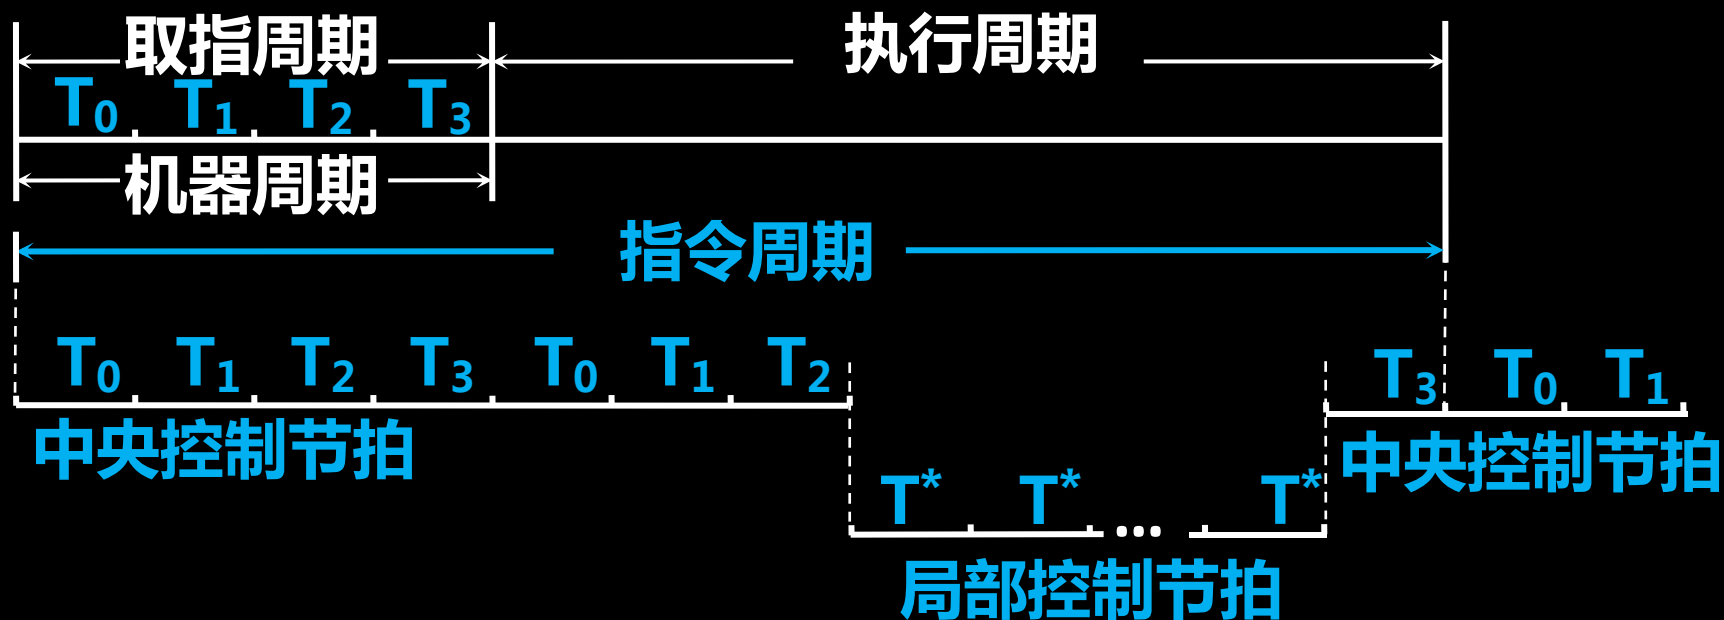 取指周期 执行周期
T0 T1 T2 T3
机器周期
指令周期
T0 T1 T2 T3 T0 T1 T2 T3 T0 T1
中央控制节拍 中央控制节拍
T* T* … T*
局部控制节拍